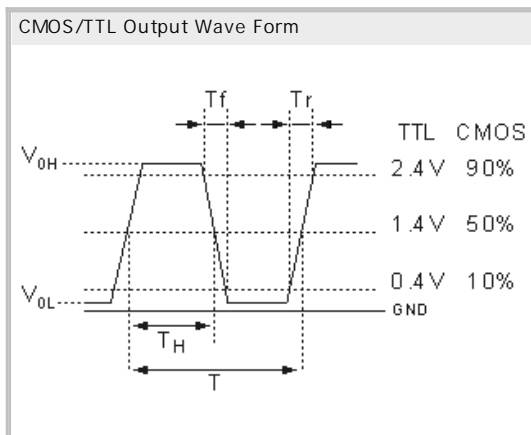 CMOS/TTL Output Wave Form
Tf Tr
TTL CMOS
V0H 2.4V 90%
1.4V 50%
V0L 0.4V 10%
GND
TH
T